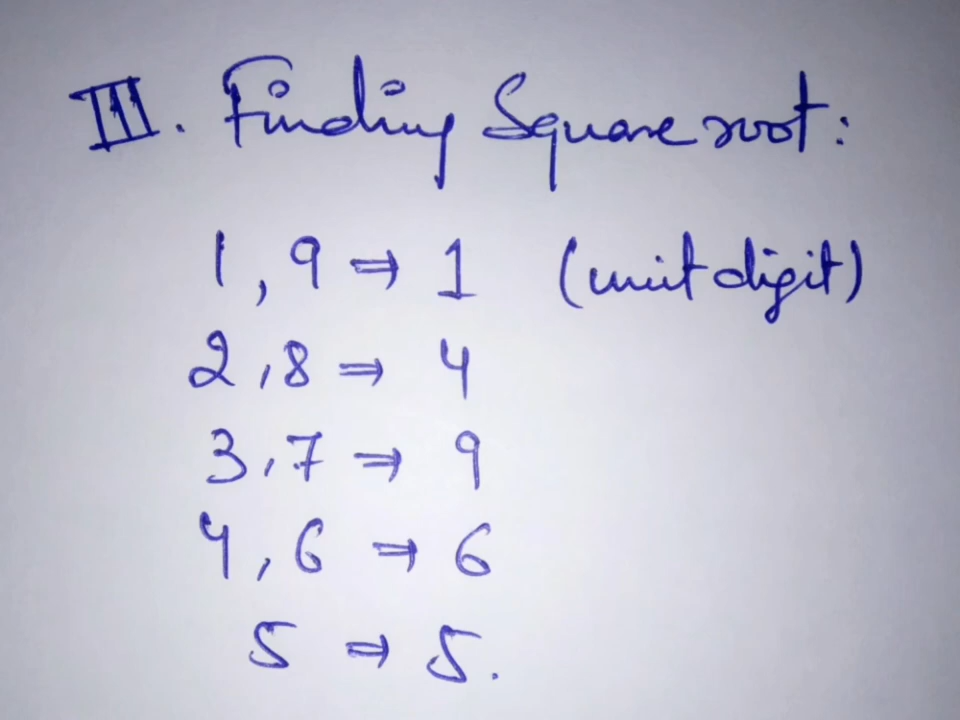 III. Finding Square root:
1, 9 ⇒ 1 (unit digit)
2, 8 ⇒ 4
3, 7 ⇒ 9
4, 6 ⇒ 6
5 ⇒ 5.